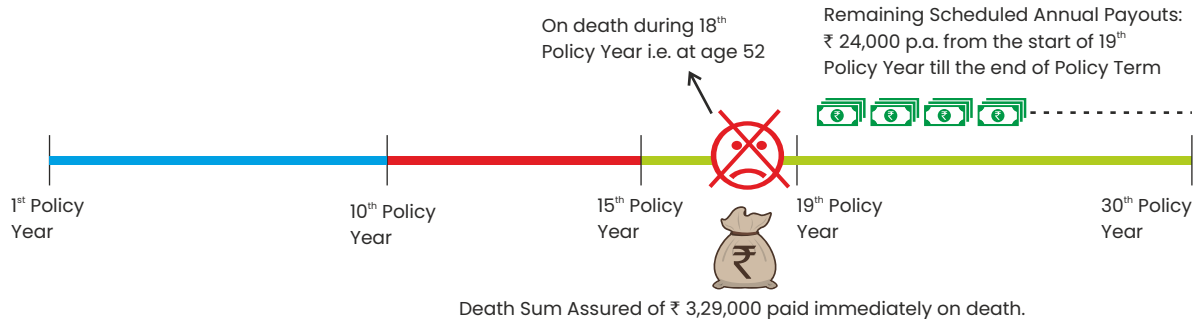 On death during 18th
Policy Year i.e. at age 52
Remaining Scheduled Annual Payouts:
₹ 24,000 p.a. from the start of 19th
Policy Year till the end of Policy Term
1st Policy
Year
10th Policy
Year
15th Policy
Year
19th Policy
Year
30th Policy
Year
₹
Death Sum Assured of ₹ 3,29,000 paid immediately on death.